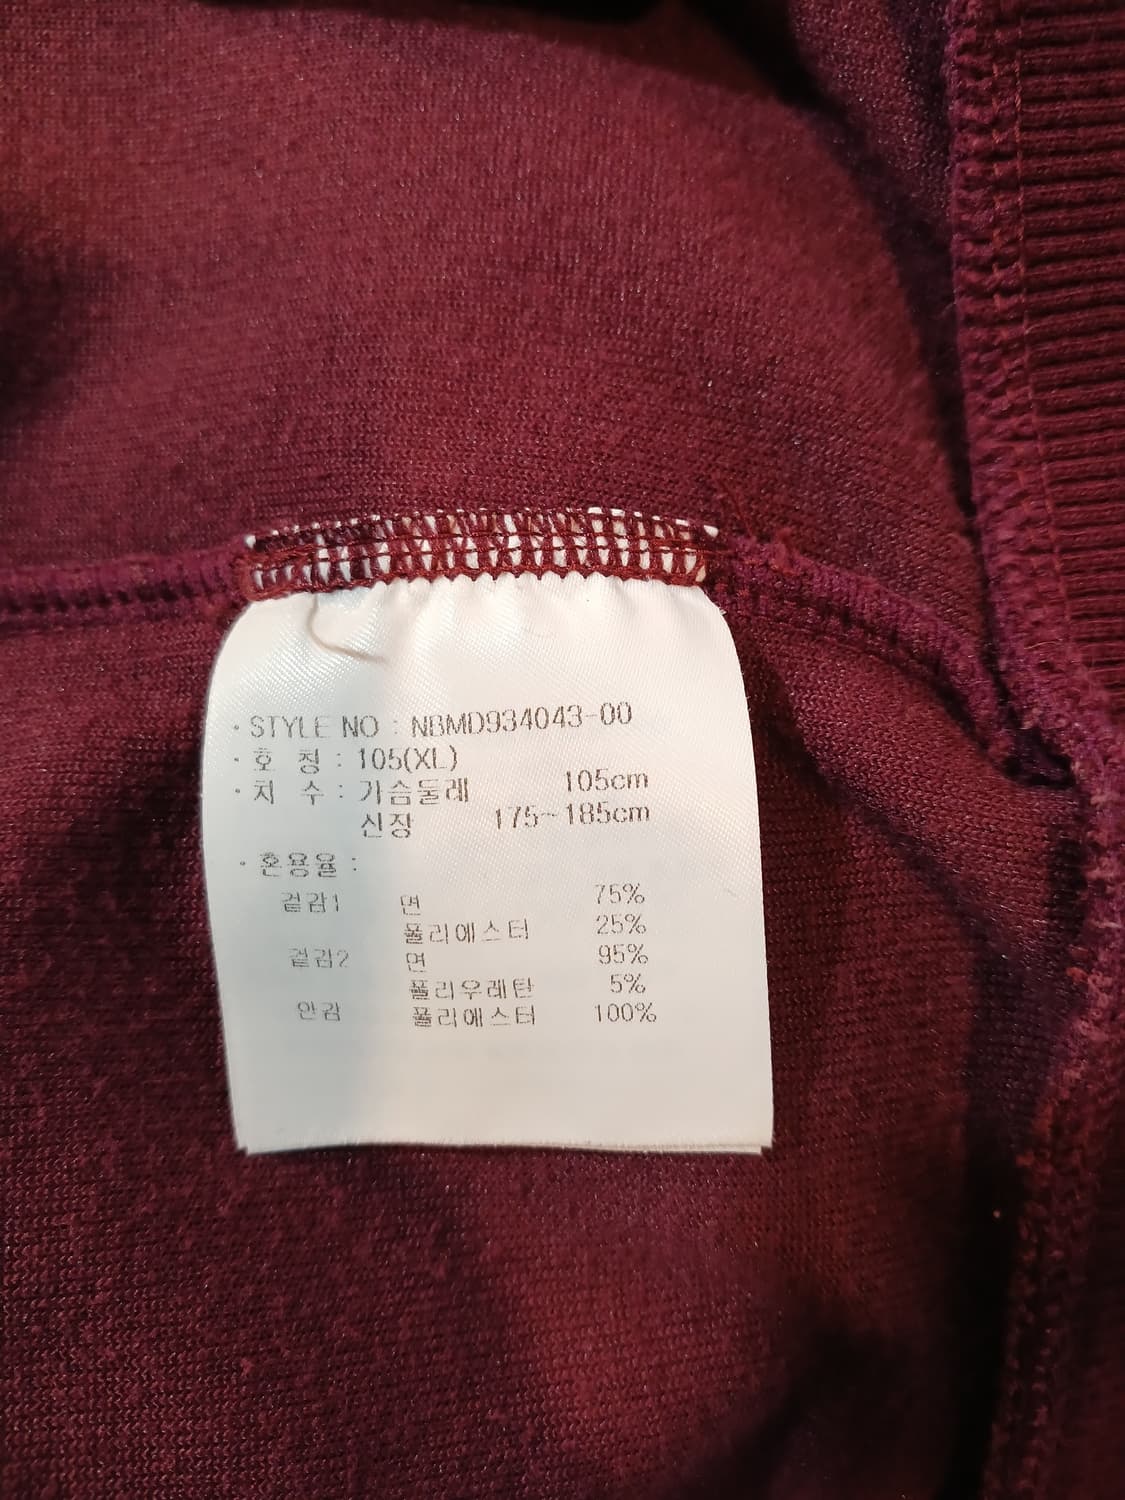 · STYLE NO : NBMD934043-00
· 호 칭 : 105(XL)
· 치 수 : 가슴둘레 105cm
신장 175~185cm
· 혼용율 :
겉감1 면 75%
폴리에스터 25%
겉감2 면 95%
폴리우레탄 5%
안감 폴리에스터 100%